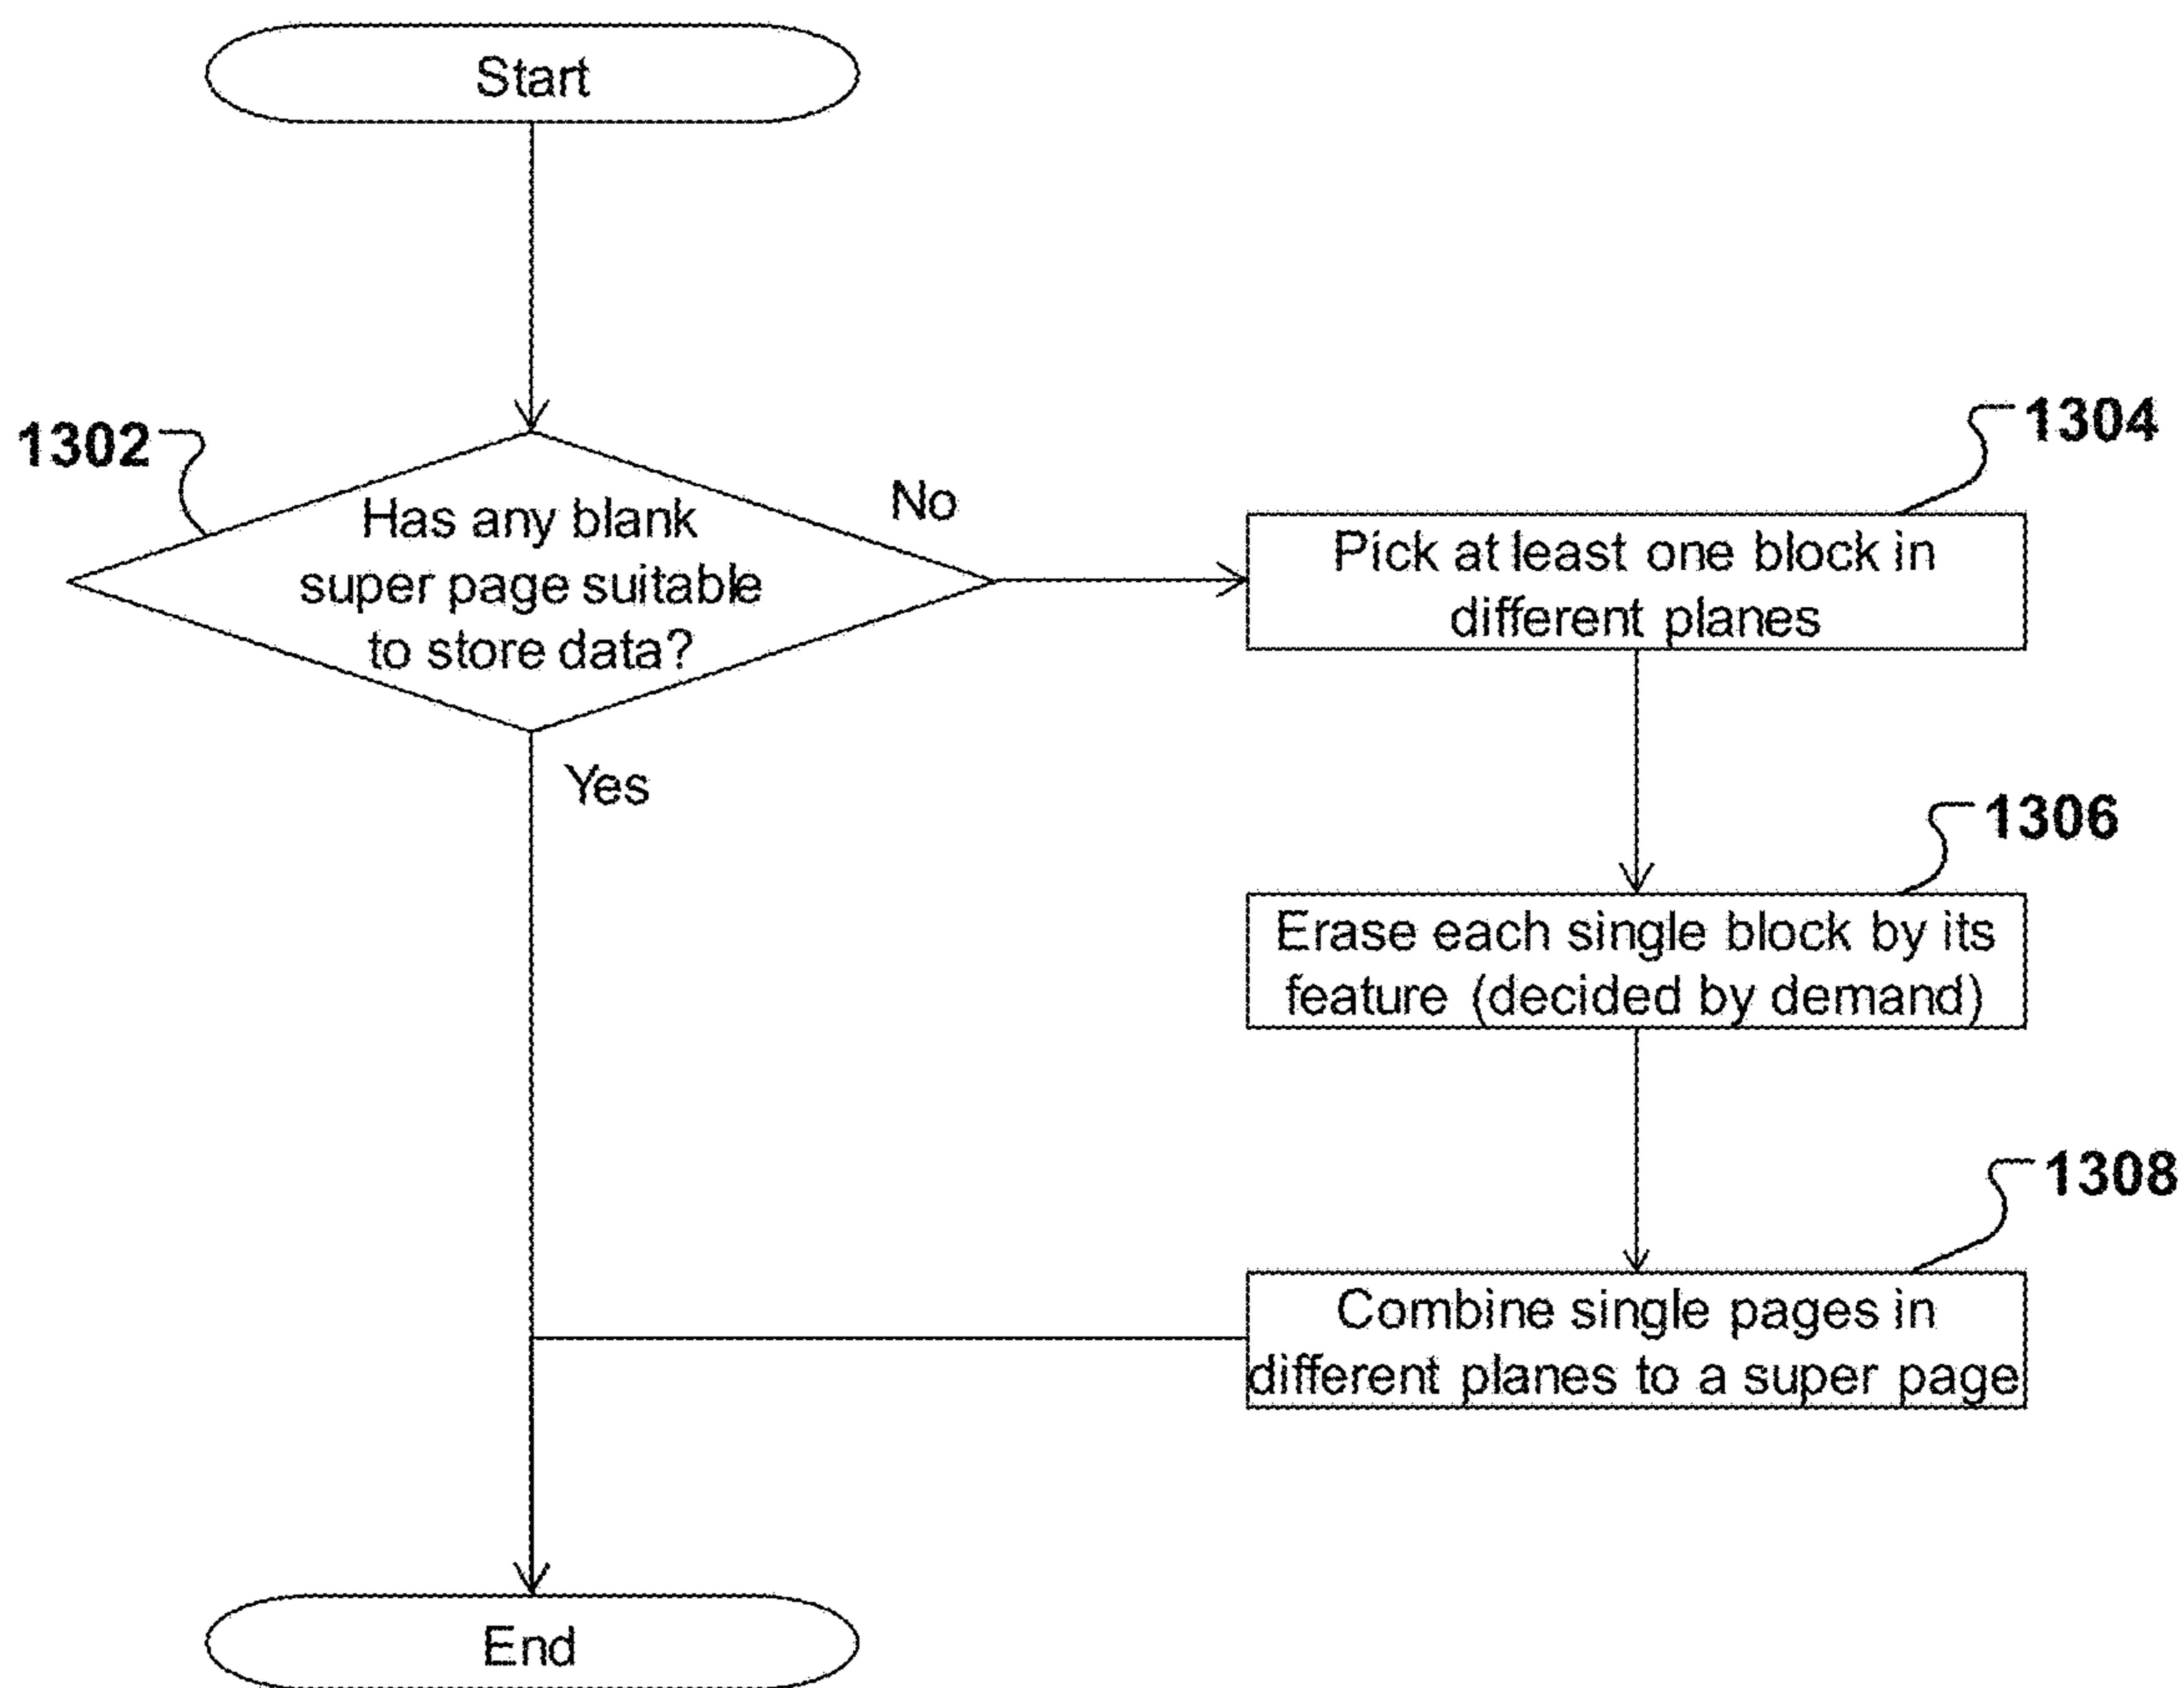 Start
1302
Has any blank
super page suitable
to store data?
No
Yes
1304
Pick at least one block in
different planes
1306
Erase each single block by its
feature (decided by demand)
1308
Combine single pages in
different planes to a super page
End